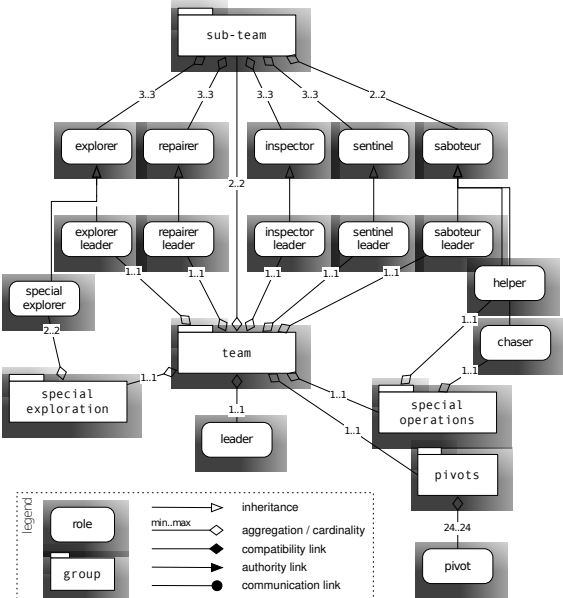 sub-team
3..3
3..3
3..3
3..3
2..2
explorer
repairer
inspector
sentinel
saboteur
2..2
explorer
leader
repairer
leader
inspector
leader
sentinel
leader
saboteur
leader
1..1
1..1
1..1
1..1
1..1
helper
special
explorer
1..1
2..2
team
chaser
1..1
1..1
special
exploration
1..1
special
operations
1..1
1..1
leader
pivots
24..24
pivot
legend
role
group
inheritance
min..max
aggregation / cardinality
compatibility link
authority link
communication link